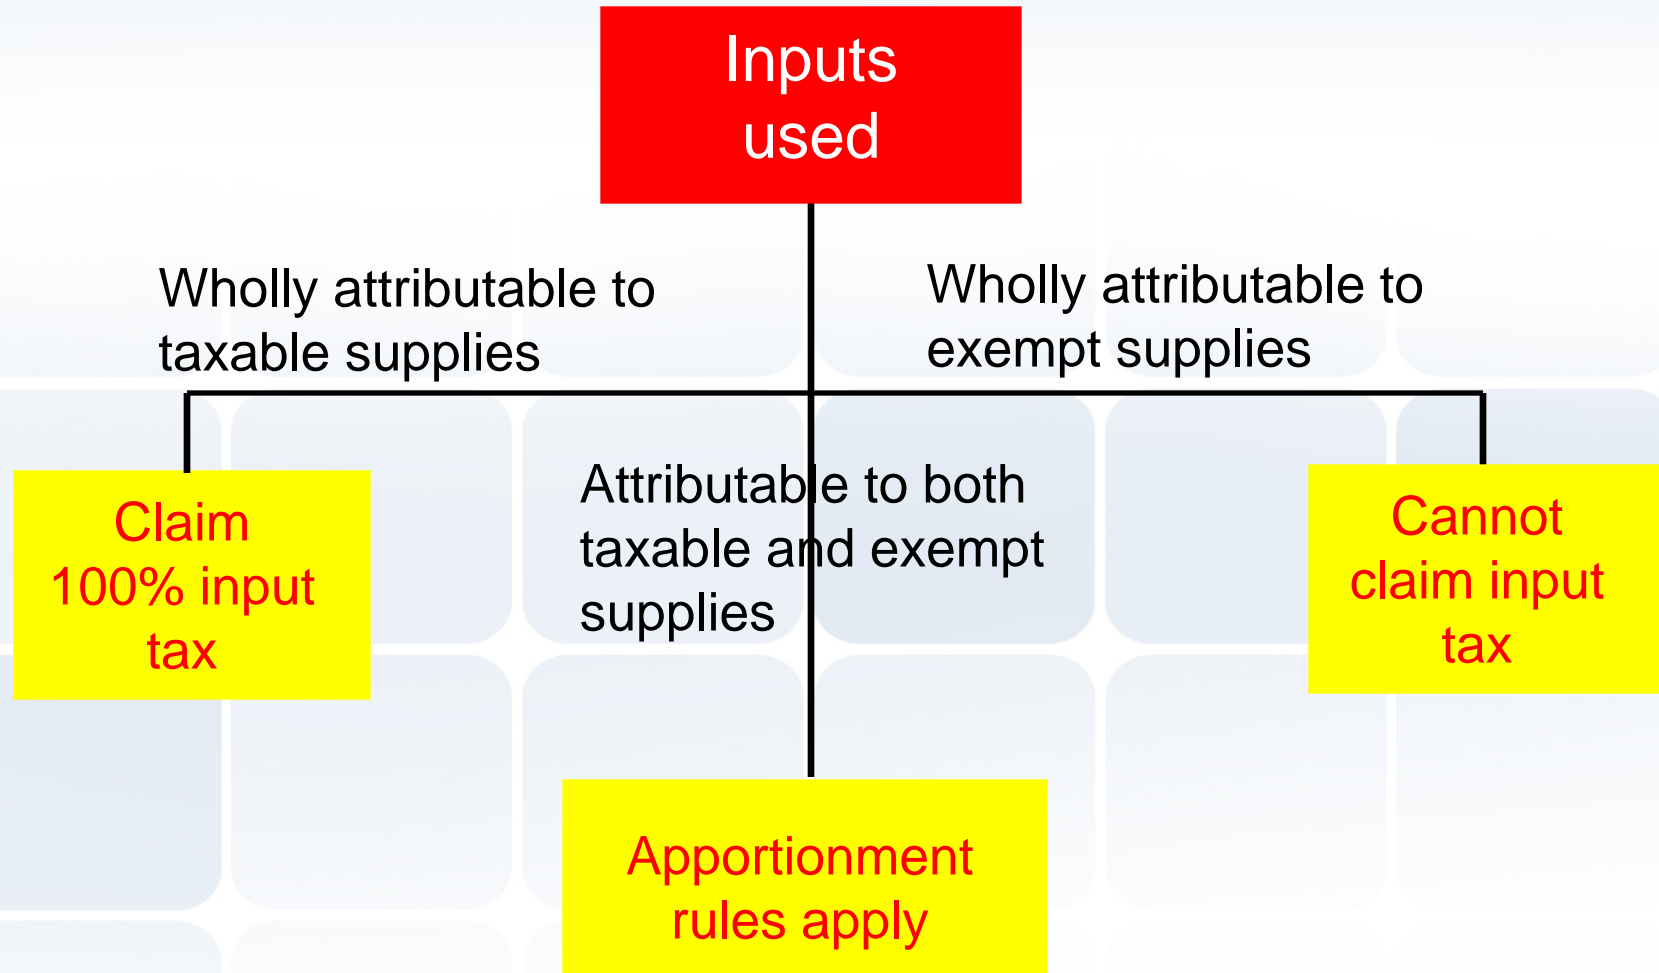 Inputs
used
Wholly attributable to
taxable supplies
Wholly attributable to
exempt supplies
Claim
100% input
tax
Attributable to both
taxable and exempt
supplies
Cannot
claim input
tax
Apportionment
rules apply